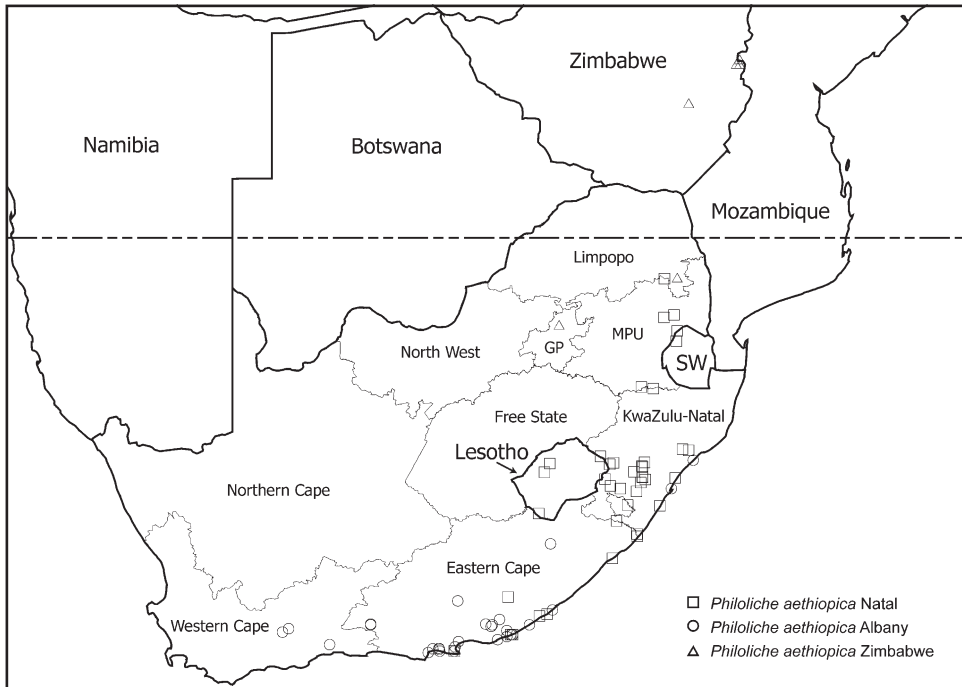 Zimbabwe
Namibia
Botswana
Mozambique
Limpopo
North West
GP
MPU
SW
Free State
KwaZulu-Natal
Lesotho
Northern Cape
Eastern Cape
Western Cape
Philoliche aethiopica Natal
Philoliche aethiopica Albany
Philoliche aethiopica Zimbabwe